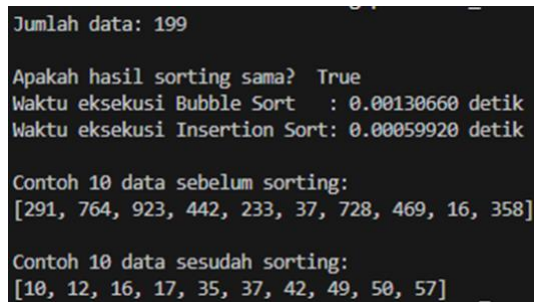 Jumlah data: 199
Apakah hasil sorting sama?  True
Waktu eksekusi Bubble Sort   : 0.00130660 detik
Waktu eksekusi Insertion Sort: 0.00059920 detik
Contoh 10 data sebelum sorting:
[291, 764, 923, 442, 233, 37, 728, 469, 16, 358]
Contoh 10 data sesudah sorting:
[10, 12, 16, 17, 35, 37, 42, 49, 50, 57]